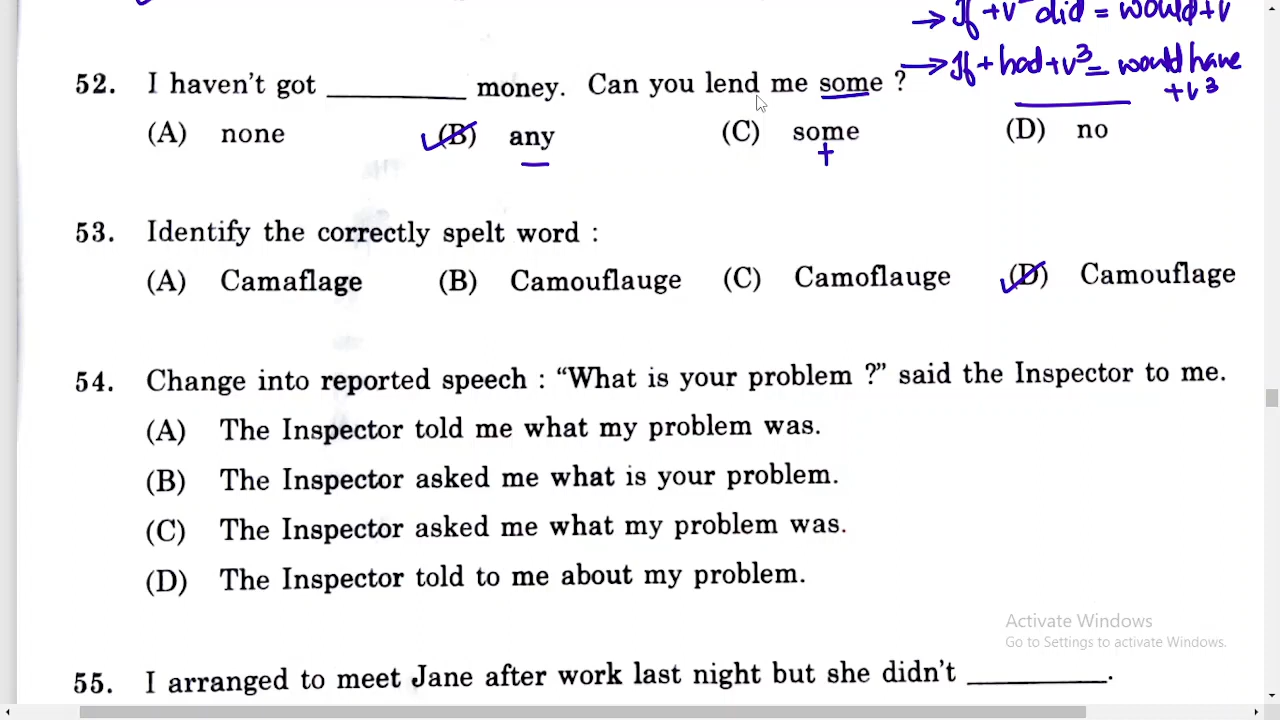 → If + v did = would + v
→ If + had + v³ = would have + v³
52. I haven't got ________ money. Can you lend me some ?
(A) none (B) any (C) some (D) no
+
53. Identify the correctly spelt word :
(A) Camaflage (B) Camouflauge (C) Camoflauge (D) Camouflage
54. Change into reported speech : "What is your problem ?" said the Inspector to me.
(A) The Inspector told me what my problem was.
(B) The Inspector asked me what is your problem.
(C) The Inspector asked me what my problem was.
(D) The Inspector told to me about my problem.
Activate Windows
Go to Settings to activate Windows.
55. I arranged to meet Jane after work last night but she didn't ________.